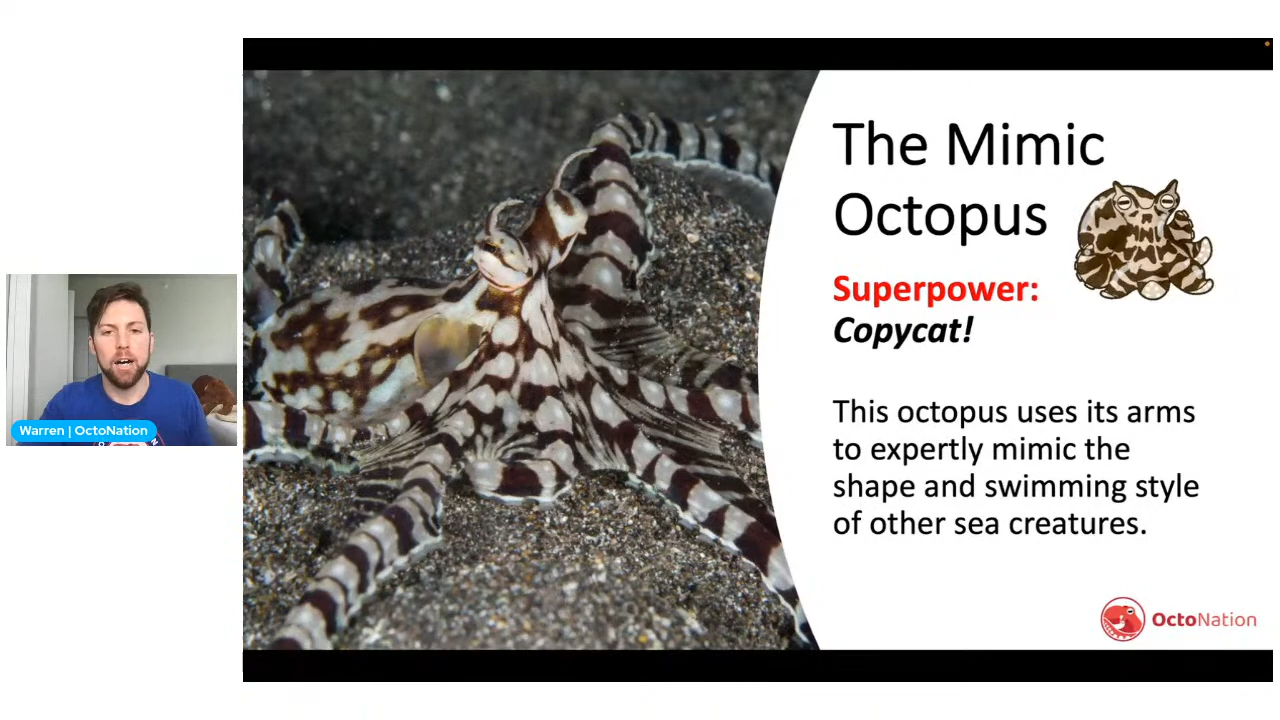 The Mimic
Octopus
Superpower:
Copycat!
This octopus uses its arms
to expertly mimic the
shape and swimming style
of other sea creatures.
Warren | OctoNation
OctoNation